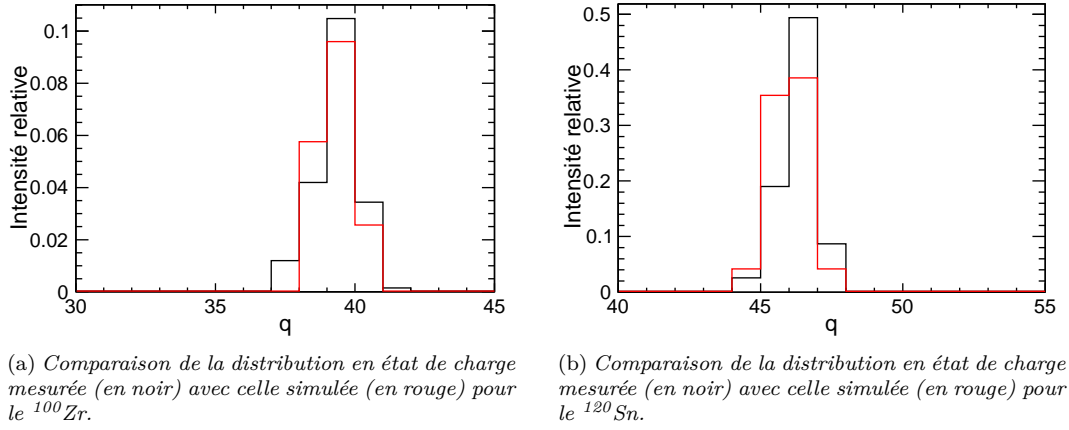 Intensité relative
0.1
0.08
0.06
0.04
0.02
0
30
35
40
45
q
Intensité relative
0.5
0.4
0.3
0.2
0.1
0
40
45
50
55
q
(a) Comparaison de la distribution en état de charge
mesurée (en noir) avec celle simulée (en rouge) pour
le ¹⁰⁰Zr.
(b) Comparaison de la distribution en état de charge
mesurée (en noir) avec celle simulée (en rouge) pour
le ¹²⁰Sn.